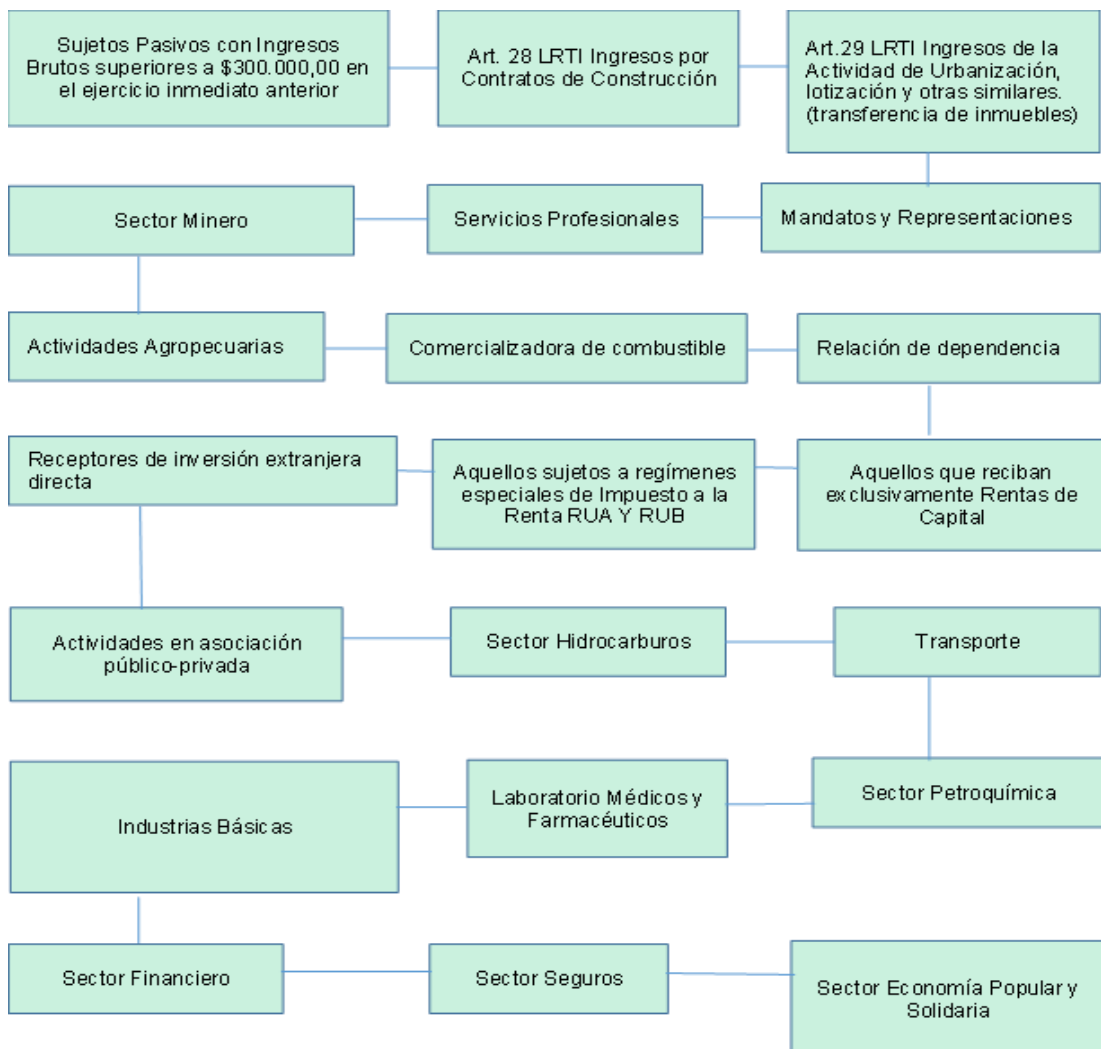 Sujetos Pasivos con Ingresos
Brutos superiores a $300.000,00 en
el ejercicio inmediato anterior
Art. 28 LRTI Ingresos por
Contratos de Construcción
Art.29 LRTI Ingresos de la
Actividad de Urbanización,
lotización y otras similares.
(transferencia de inmuebles)
Sector Minero
Servicios Profesionales
Mandatos y Representaciones
Actividades Agropecuarias
Comercializadora de combustible
Relación de dependencia
Receptores de inversión extranjera
directa
Aquellos sujetos a regímenes
especiales de Impuesto a la
Renta RUA Y RUB
Aquellos que reciban
exclusivamente Rentas de
Capital
Actividades en asociación
público-privada
Sector Hidrocarburos
Transporte
Industrias Básicas
Laboratorio Médicos y
Farmacéuticos
Sector Petroquímica
Sector Financiero
Sector Seguros
Sector Economía Popular y
Solidaria